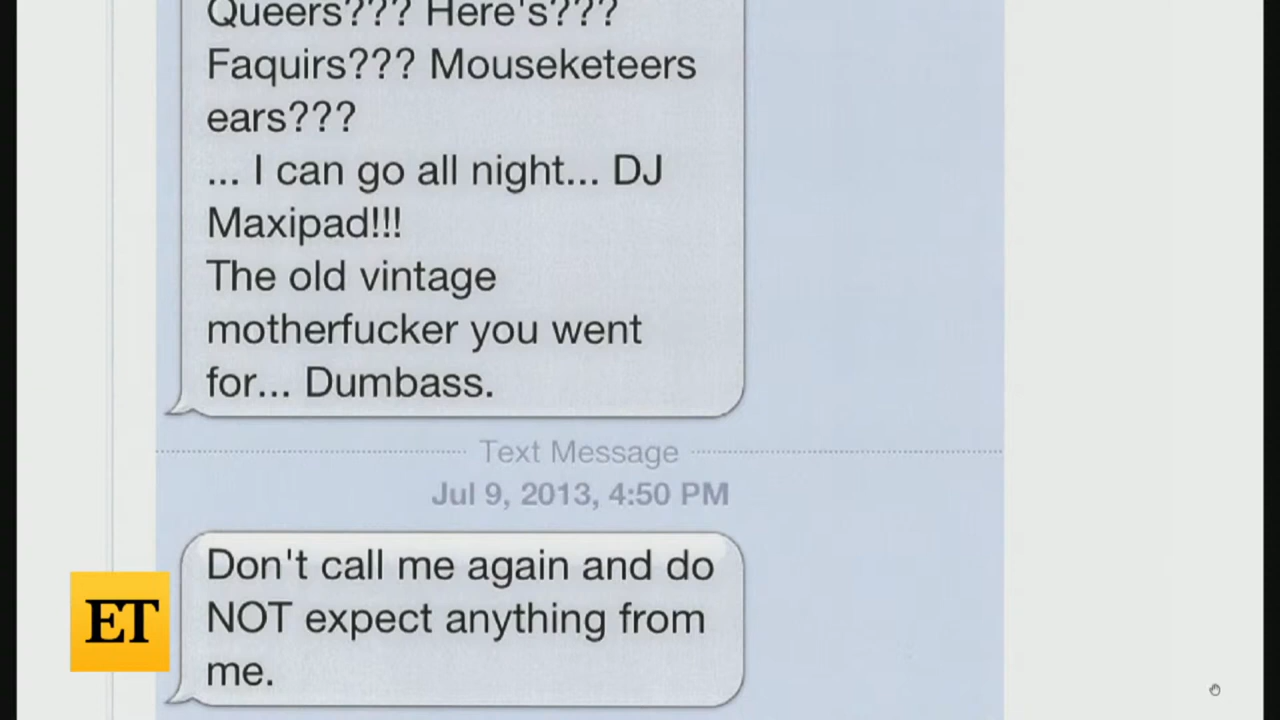 Queers??? Here's???
Faquirs??? Mouseketeers
ears???
... I can go all night... DJ
Maxipad!!!
The old vintage
motherfucker you went
for... Dumbass.
Text Message
Jul 9, 2013, 4:50 PM
Don't call me again and do
NOT expect anything from
me.
ET